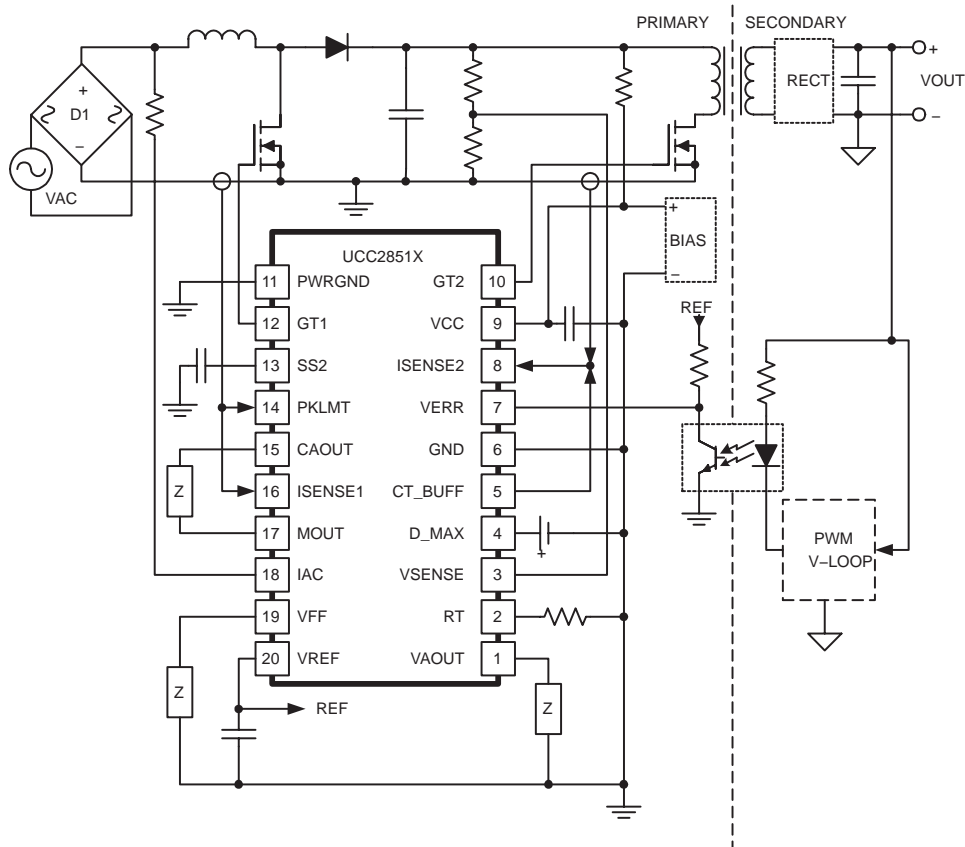 PRIMARY
SECONDARY
+
D1
−
VAC
RECT
+
VOUT
−
+
BIAS
−
UCC2851X
11 PWRGND
GT2 10
12 GT1
VCC 9
13 SS2
ISENSE2 8
14 PKLMT
VERR 7
15 CAOUT
GND 6
16 ISENSE1
CT_BUFF 5
17 MOUT
D_MAX 4
+
18 IAC
VSENSE 3
19 VFF
RT 2
20 VREF
VAOUT 1
Z
Z
Z
REF
REF
PWM
V−LOOP